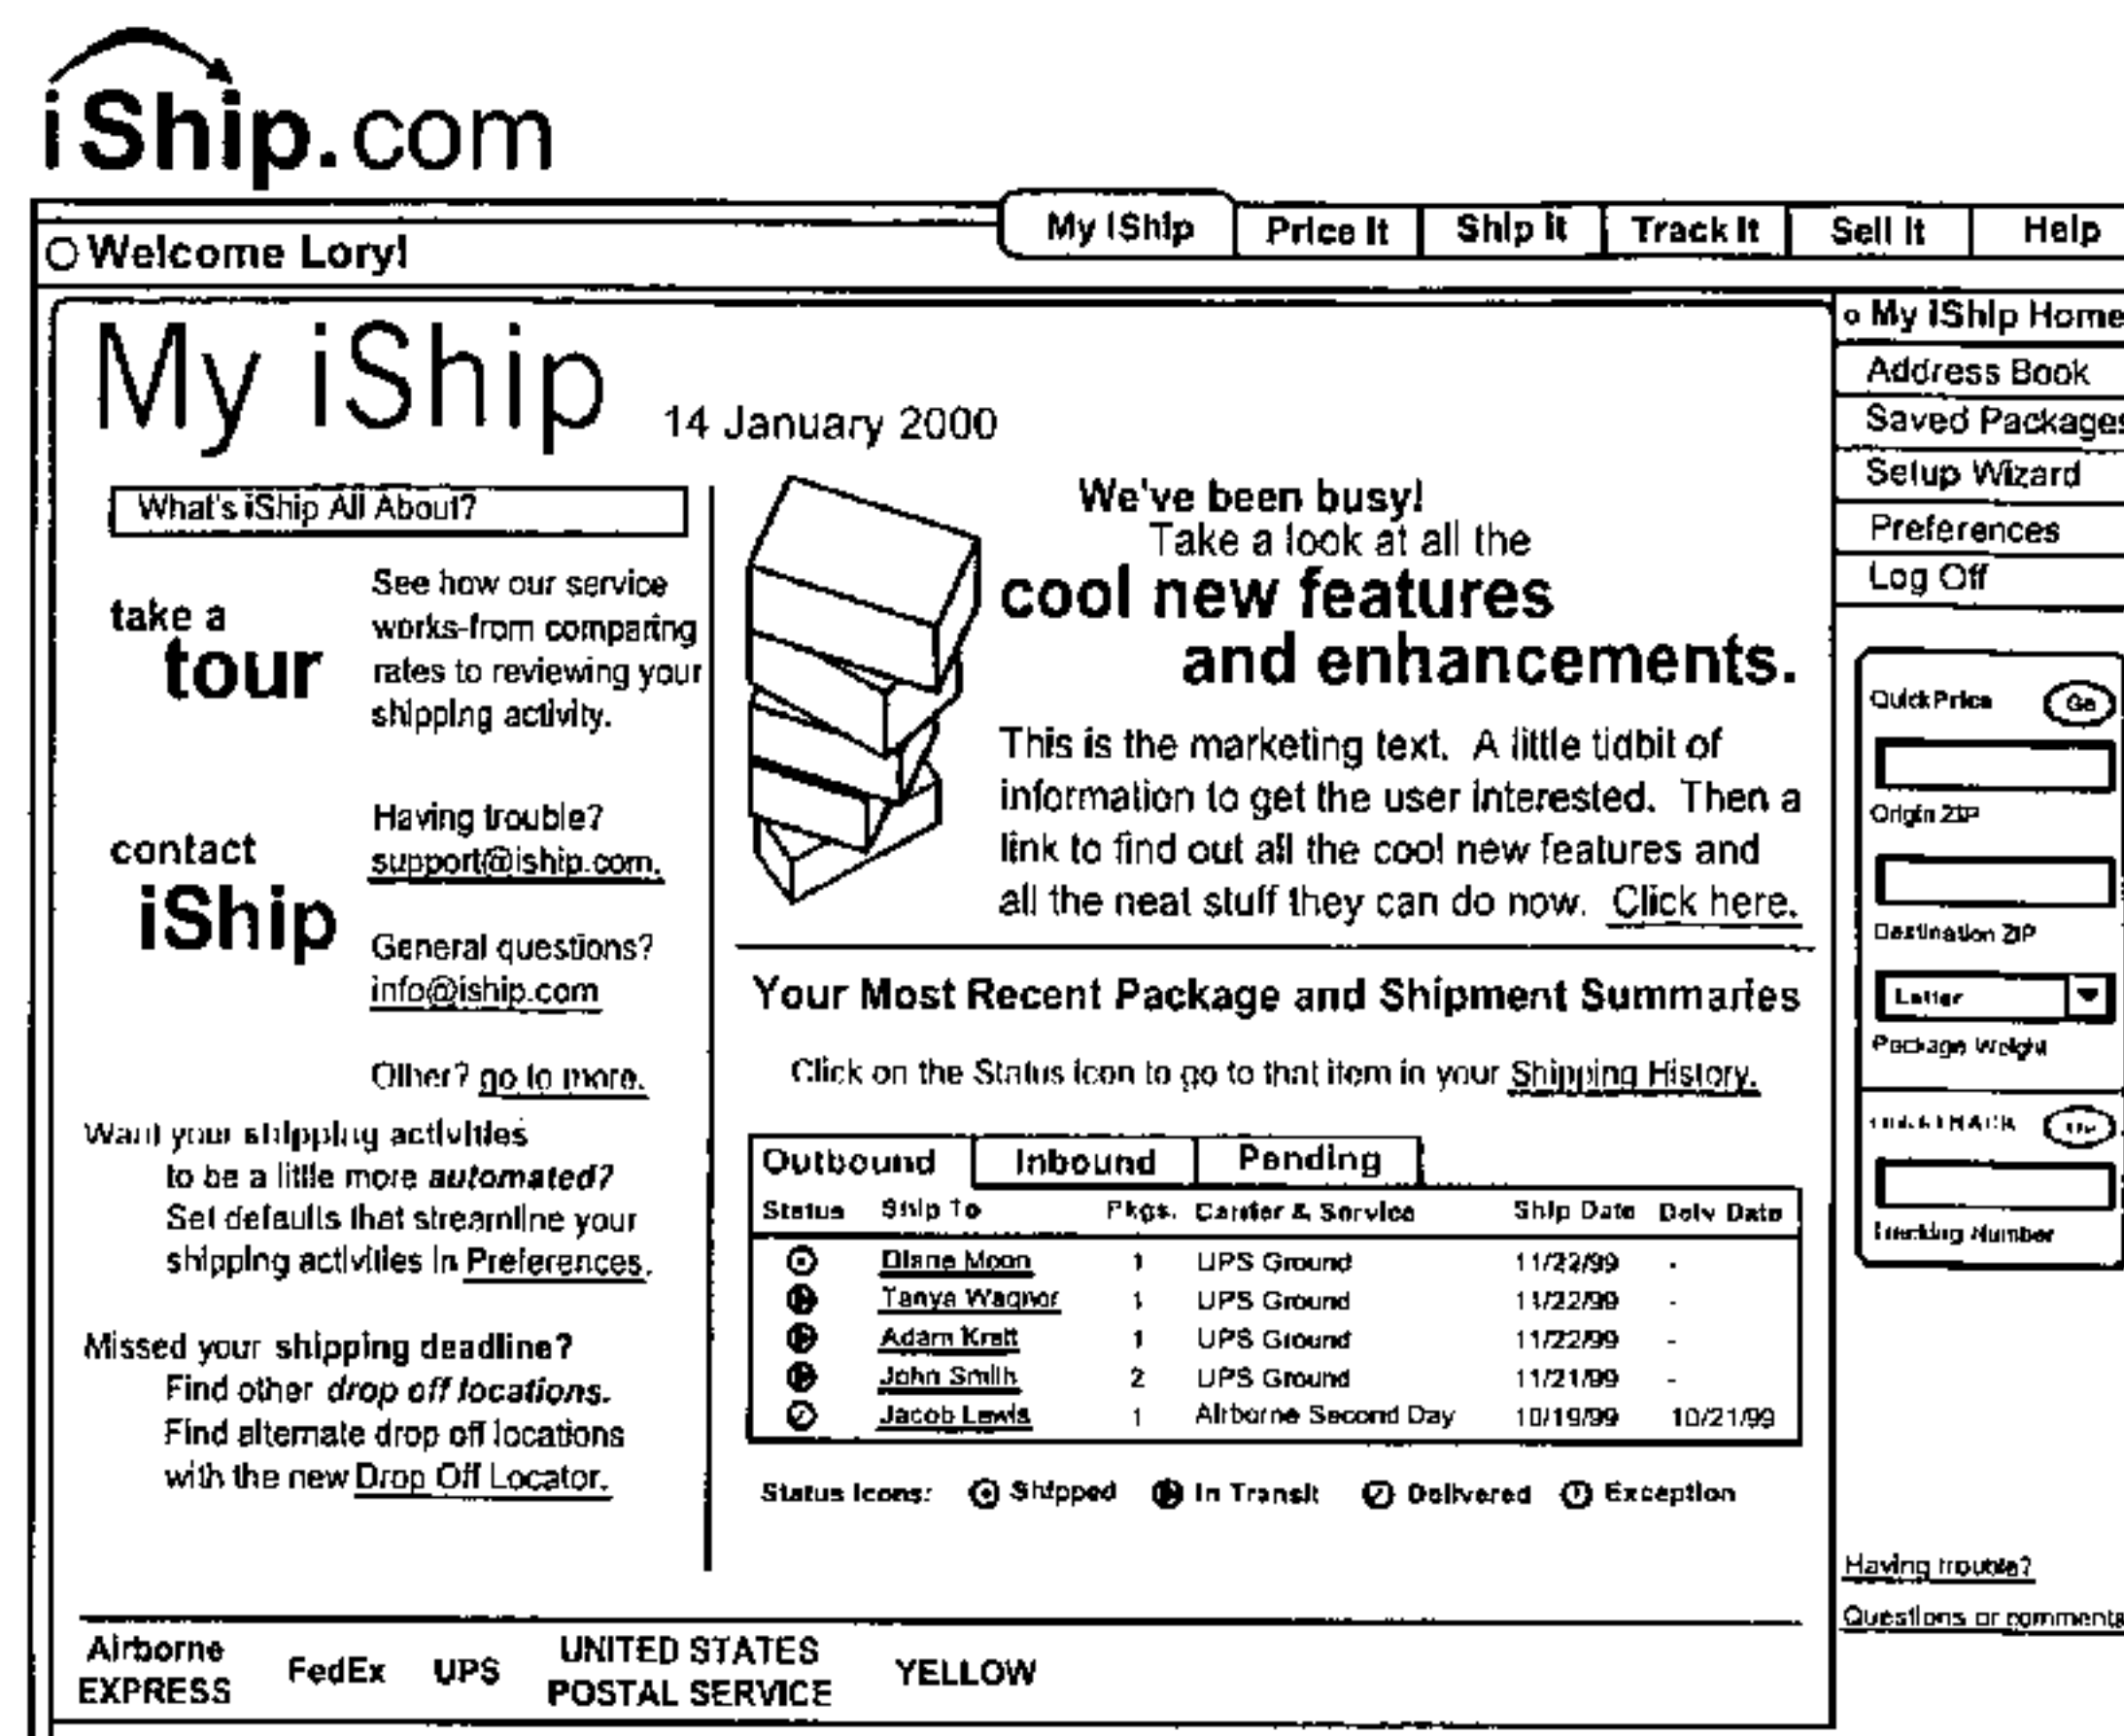 iShip.com
My iShip Price It Ship It Track It Sell It Help
Welcome Lory!
My iShip 14 January 2000
What's iShip All About?
take a
tour
See how our service
works-from comparing
rates to reviewing your
shipping activity.
contact
iShip
Having trouble?
support@iship.com.
General questions?
info@iship.com
Other? go to more.
Want your shipping activities
to be a little more automated?
Set defaults that streamline your
shipping activities in Preferences.
Missed your shipping deadline?
Find other drop off locations.
Find alternate drop off locations
with the new Drop Off Locator.
We've been busy!
Take a look at all the
cool new features
and enhancements.
This is the marketing text. A little tidbit of
information to get the user interested. Then a
link to find out all the cool new features and
all the neat stuff they can do now. Click here.
Your Most Recent Package and Shipment Summaries
Click on the Status icon to go to that item in your Shipping History.
Outbound Inbound Pending
Status Ship To Pkgs. Carrier & Service Ship Date Delv Date
Diane Moon 1 UPS Ground 11/22/99 -
Tanya Wagner 1 UPS Ground 11/22/99 -
Adam Kratt 1 UPS Ground 11/22/99 -
John Smith 2 UPS Ground 11/21/99 -
Jacob Lewis 1 Airborne Second Day 10/19/99 10/21/99
Status Icons: Shipped In Transit Delivered Exception
My iShip Home
Address Book
Saved Packages
Setup Wizard
Preferences
Log Off
Quick Price Go
Origin ZIP
Destination ZIP
Letter
Package Weight
Tracking Number
Having trouble?
Questions or comments
Airborne
EXPRESS
FedEx
UPS
UNITED STATES
POSTAL SERVICE
YELLOW